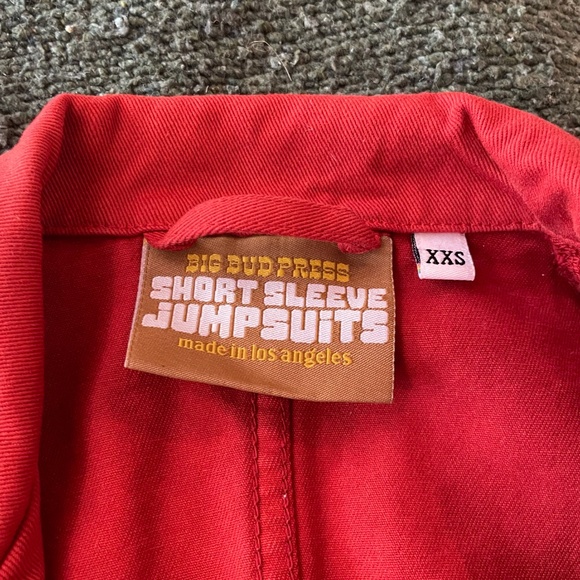 BIG BUD PRESS
SHORT SLEEVE
JUMPSUiTS
made in los angeles
XXS